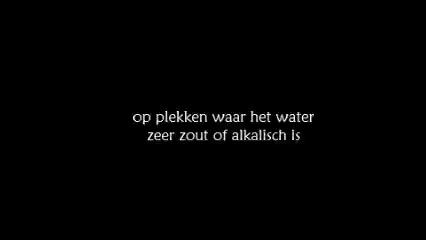 op plekken waar het water
zeer zout of alkalisch is